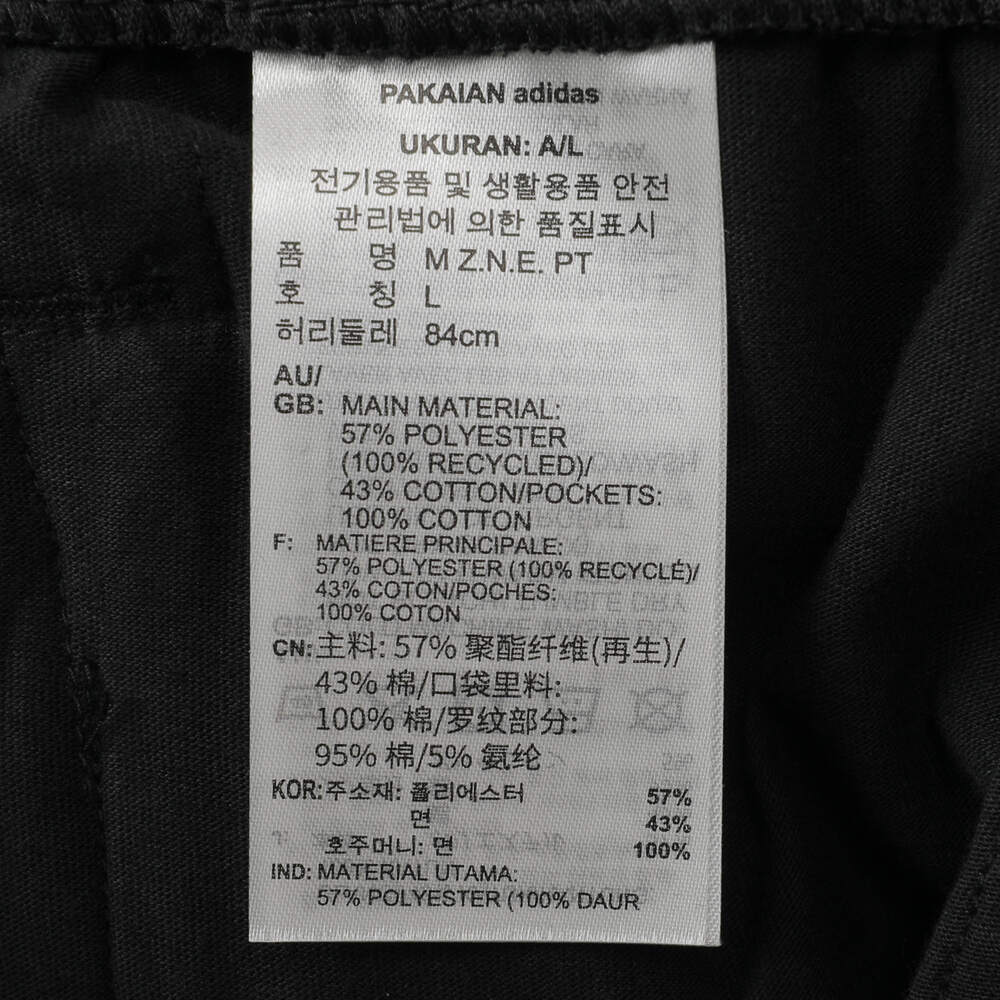 PAKAIAN adidas
UKURAN: A/L
전기용품 및 생활용품 안전
관리법에 의한 품질표시
품 명 M Z.N.E. PT
호 칭 L
허리둘레 84cm
AU/
GB: MAIN MATERIAL:
57% POLYESTER
(100% RECYCLED)/
43% COTTON/POCKETS:
100% COTTON
F: MATIERE PRINCIPALE:
57% POLYESTER (100% RECYCLÉ)/
43% COTON/POCHES:
100% COTON
CN: 主料: 57% 聚酯纤维(再生)/
43% 棉/口袋里料:
100% 棉/罗纹部分:
95% 棉/5% 氨纶
KOR: 주소재: 폴리에스터 57%
면 43%
호주머니: 면 100%
IND: MATERIAL UTAMA:
57% POLYESTER (100% DAUR